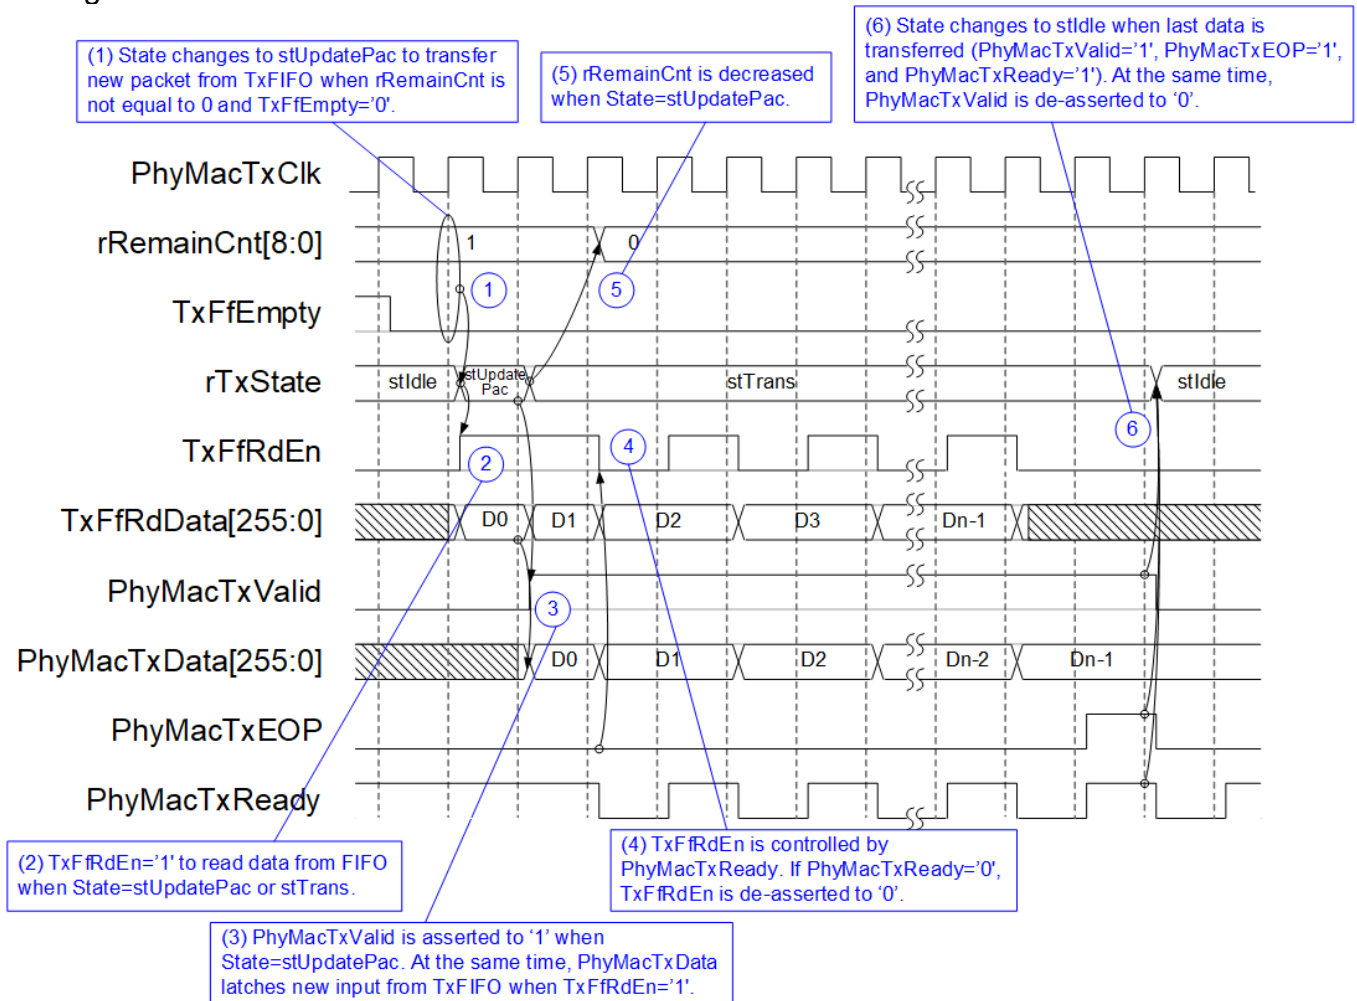 (6) State changes to stIdle when last data is
transferred (PhyMacTxValid='1', PhyMacTxEOP='1',
and PhyMacTxReady='1'). At the same time,
PhyMacTxValid is de-asserted to ‘0’.
(1) State changes to stUpdatePac to transfer
new packet from TxFIFO when rRemainCnt is
not equal to 0 and TxFfEmpty='0'.
(5) rRemainCnt is decreased
when State=stUpdatePac.
PhyMacTxClk
rRemainCnt[8:0]
1
0
1
5
TxFfEmpty
rTxState
stIdle
stUpdate
Pac
stTrans
stIdle
6
TxFfRdEn
2
4
TxFfRdData[255:0]
D0
D1
D2
D3
Dn-1
PhyMacTxValid
3
PhyMacTxData[255:0]
D0
D1
D2
Dn-2
Dn-1
PhyMacTxEOP
PhyMacTxReady
(2) TxFfRdEn=’1’ to read data from FIFO
when State=stUpdatePac or stTrans.
(4) TxFfRdEn is controlled by
PhyMacTxReady. If PhyMacTxReady=’0’,
TxFfRdEn is de-asserted to ‘0’.
(3) PhyMacTxValid is asserted to ‘1’ when
State=stUpdatePac. At the same time, PhyMacTxData
latches new input from TxFIFO when TxFfRdEn=’1’.